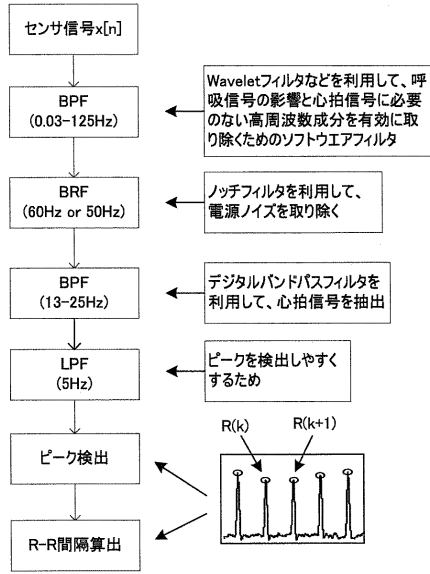 センサ信号x[n]
BPF
(0.03-125Hz)
Waveletフィルタなどを利用して、呼
吸信号の影響と心拍信号に必要
のない高周波数成分を有効に取
り除くためのソフトウエアフィルタ
BRF
(60Hz or 50Hz)
ノッチフィルタを利用して、
電源ノイズを取り除く
BPF
(13-25Hz)
デジタルバンドパスフィルタを
利用して、心拍信号を抽出
LPF
(5Hz)
ピークを検出しやすく
するため
R(k)
R(k+1)
ピーク検出
R-R間隔算出